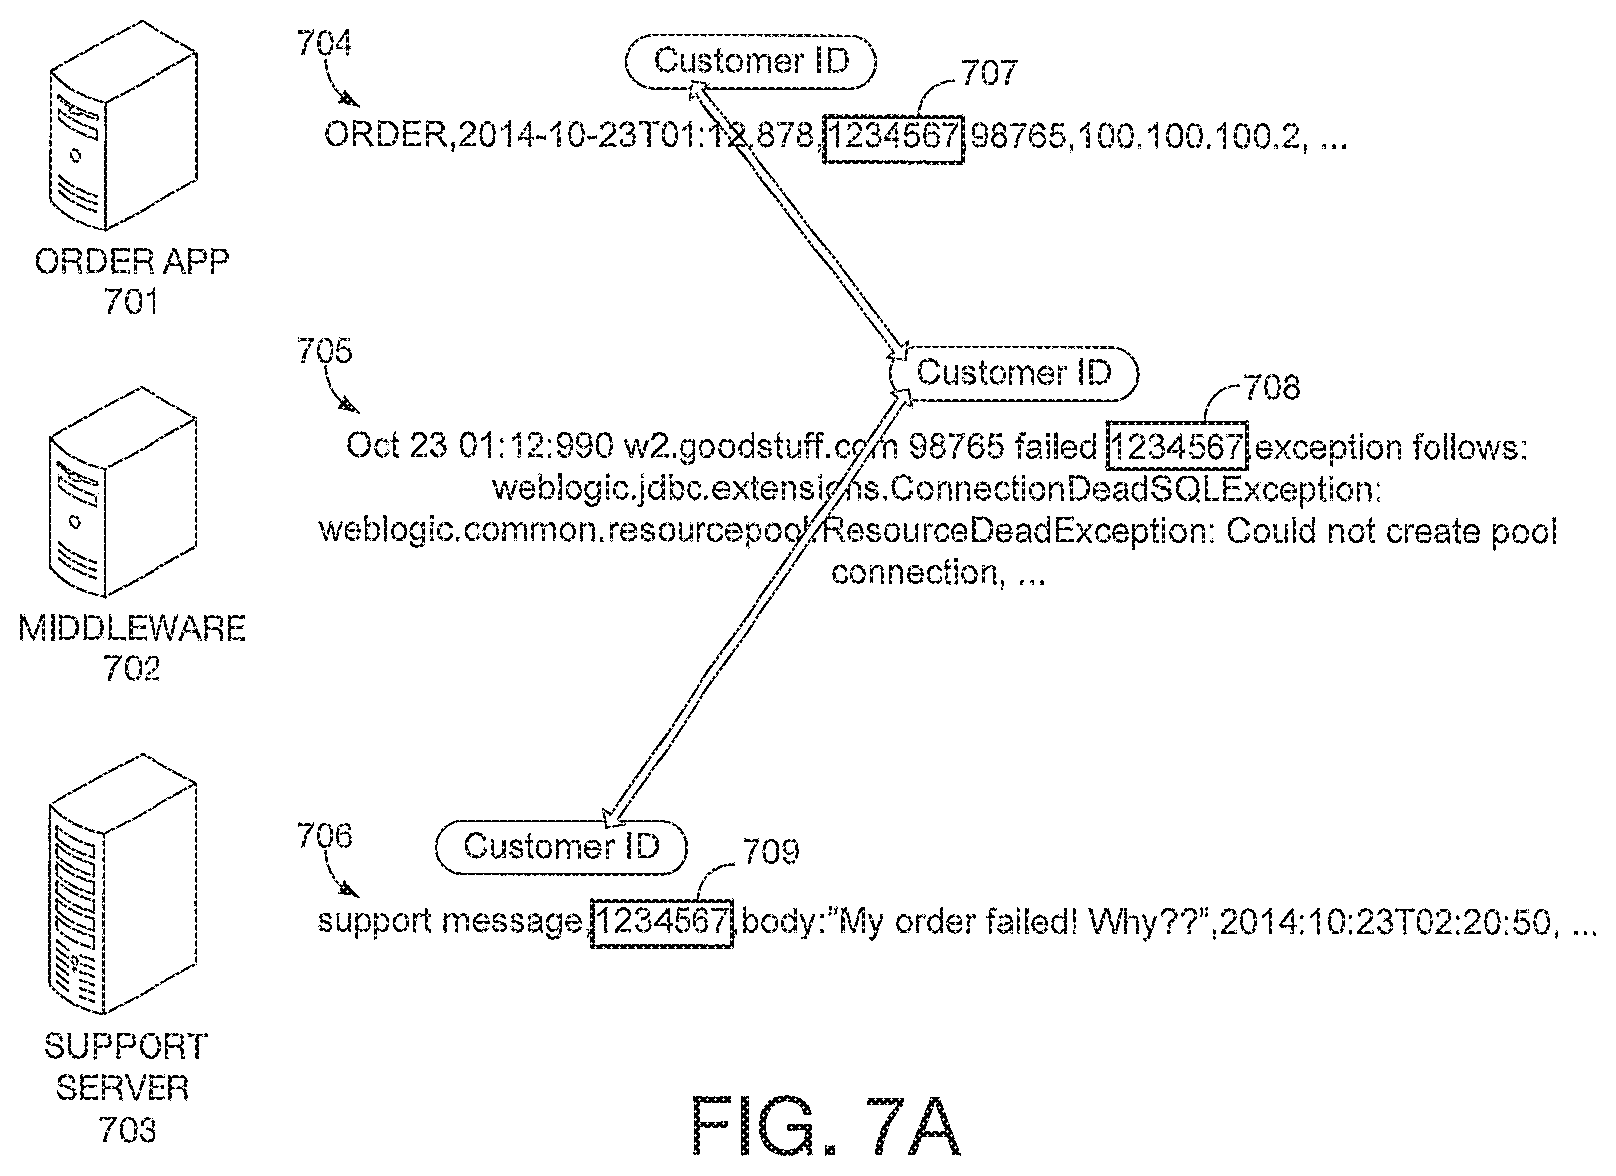 704
Customer ID
707
ORDER,2014-10-23T01:12.878,1234567,98765,100.100.100.2, ...
ORDER APP
701
705
Customer ID
708
Oct 23 01:12:990 w2.goodstuff.com 98765 failed 1234567,exception follows:
weblogic.jdbc.extensions.ConnectionDeadSQLException:
weblogic.common.resourcepool.ResourceDeadException: Could not create pool
connection, ...
MIDDLEWARE
702
706
Customer ID
709
support message,1234567,body:"My order failed! Why??",2014:10:23T02:20:50, ...
SUPPORT
SERVER
703
FIG. 7A